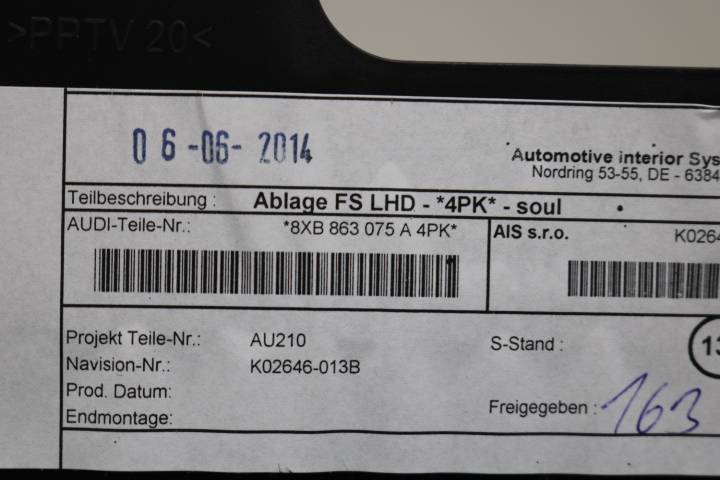 >PPTV 20<
06-06-2014
Automotive Interior Sys
Nordring 53-55, DE - 6384
Teilbeschreibung : Ablage FS LHD - *4PK* - soul
AUDI-Teile-Nr.: *8XB 863 075 A 4PK* AIS s.r.o. K0264
Projekt Teile-Nr.: AU210 S-Stand : 13
Navision-Nr.: K02646-013B
Prod. Datum:
Freigegeben : 163
Endmontage: